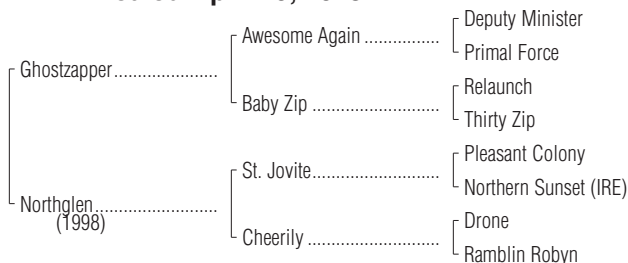 Awesome Again
Deputy Minister
Primal Force
Ghostzapper
Baby Zip
Relaunch
Thirty Zip
Northglen
(1998)
St. Jovite
Pleasant Colony
Northern Sunset (IRE)
Cheerily
Drone
Ramblin Robyn